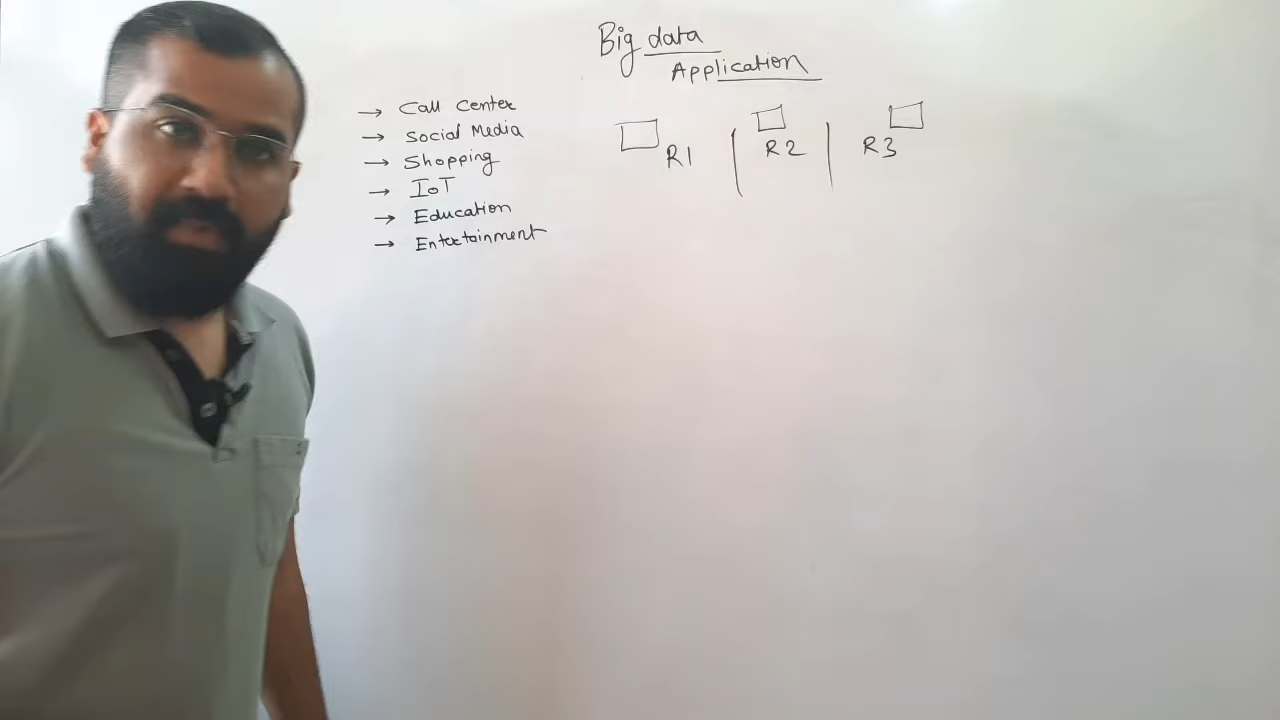 Big data
Application
→ Call Center
→ Social Media
→ Shopping
→ IoT
→ Education
→ Entertainment
R1 | R2 | R3